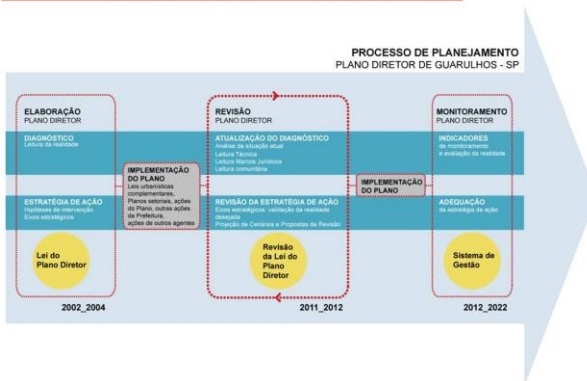 PROCESSO DE PLANEJAMENTO
PLANO DIRETOR DE GUARULHOS - SP
ELABORAÇÃO
PLANO DIRETOR
DIAGNÓSTICO
Leitura da realidade
ESTRATÉGIA DE AÇÃO
Hipóteses de intervenção
Eixos estratégicos
Lei do
Plano Diretor
2002_2004
IMPLEMENTAÇÃO
DO PLANO
Leis urbanísticas
complementares,
Planos setoriais, ações
do Plano, outras ações
da Prefeitura,
ações de outros agentes
REVISÃO
PLANO DIRETOR
ATUALIZAÇÃO DO DIAGNÓSTICO
Análise da situação atual
Leitura Técnica
Leitura Marcos Jurídicos
Leitura comunitária
REVISÃO DA ESTRATÉGIA DE AÇÃO
Eixos estratégicos: validação da realidade
desejada
Projeção de Cenários e Propostas de Revisão
Revisão
da Lei do
Plano
Diretor
2011_2012
IMPLEMENTAÇÃO
DO PLANO
MONITORAMENTO
PLANO DIRETOR
INDICADORES
de monitoramento
e avaliação da realidade
ADEQUAÇÃO
da estratégia de ação
Sistema de
Gestão
2012_2022